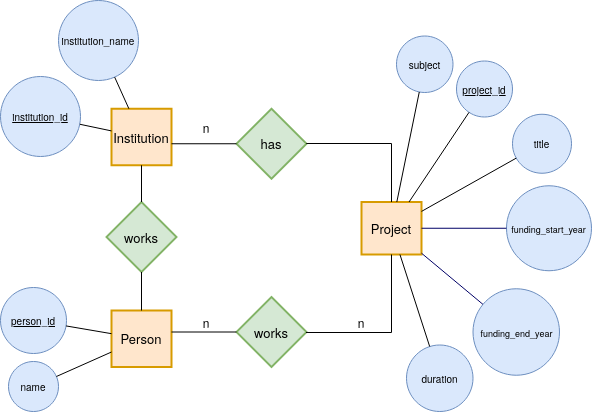 institution_name
subject
project_id
institution_id
n
Institution
has
title
Project
funding_start_year
works
person_id
n
n
Person
works
funding_end_year
name
duration